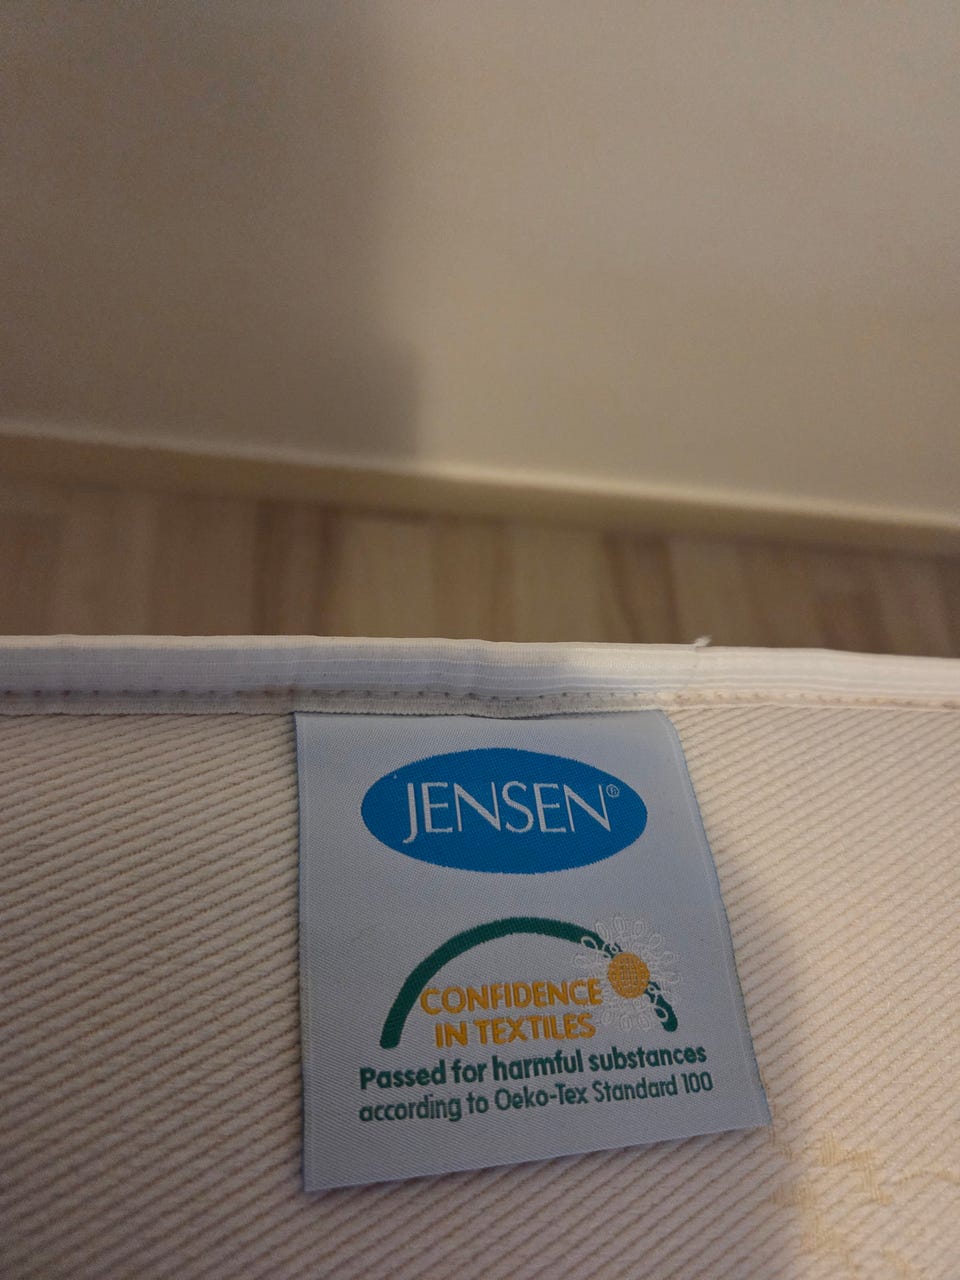 JENSEN®
CONFIDENCE
IN TEXTILES
Passed for harmful substances
according to Oeko-Tex Standard 100